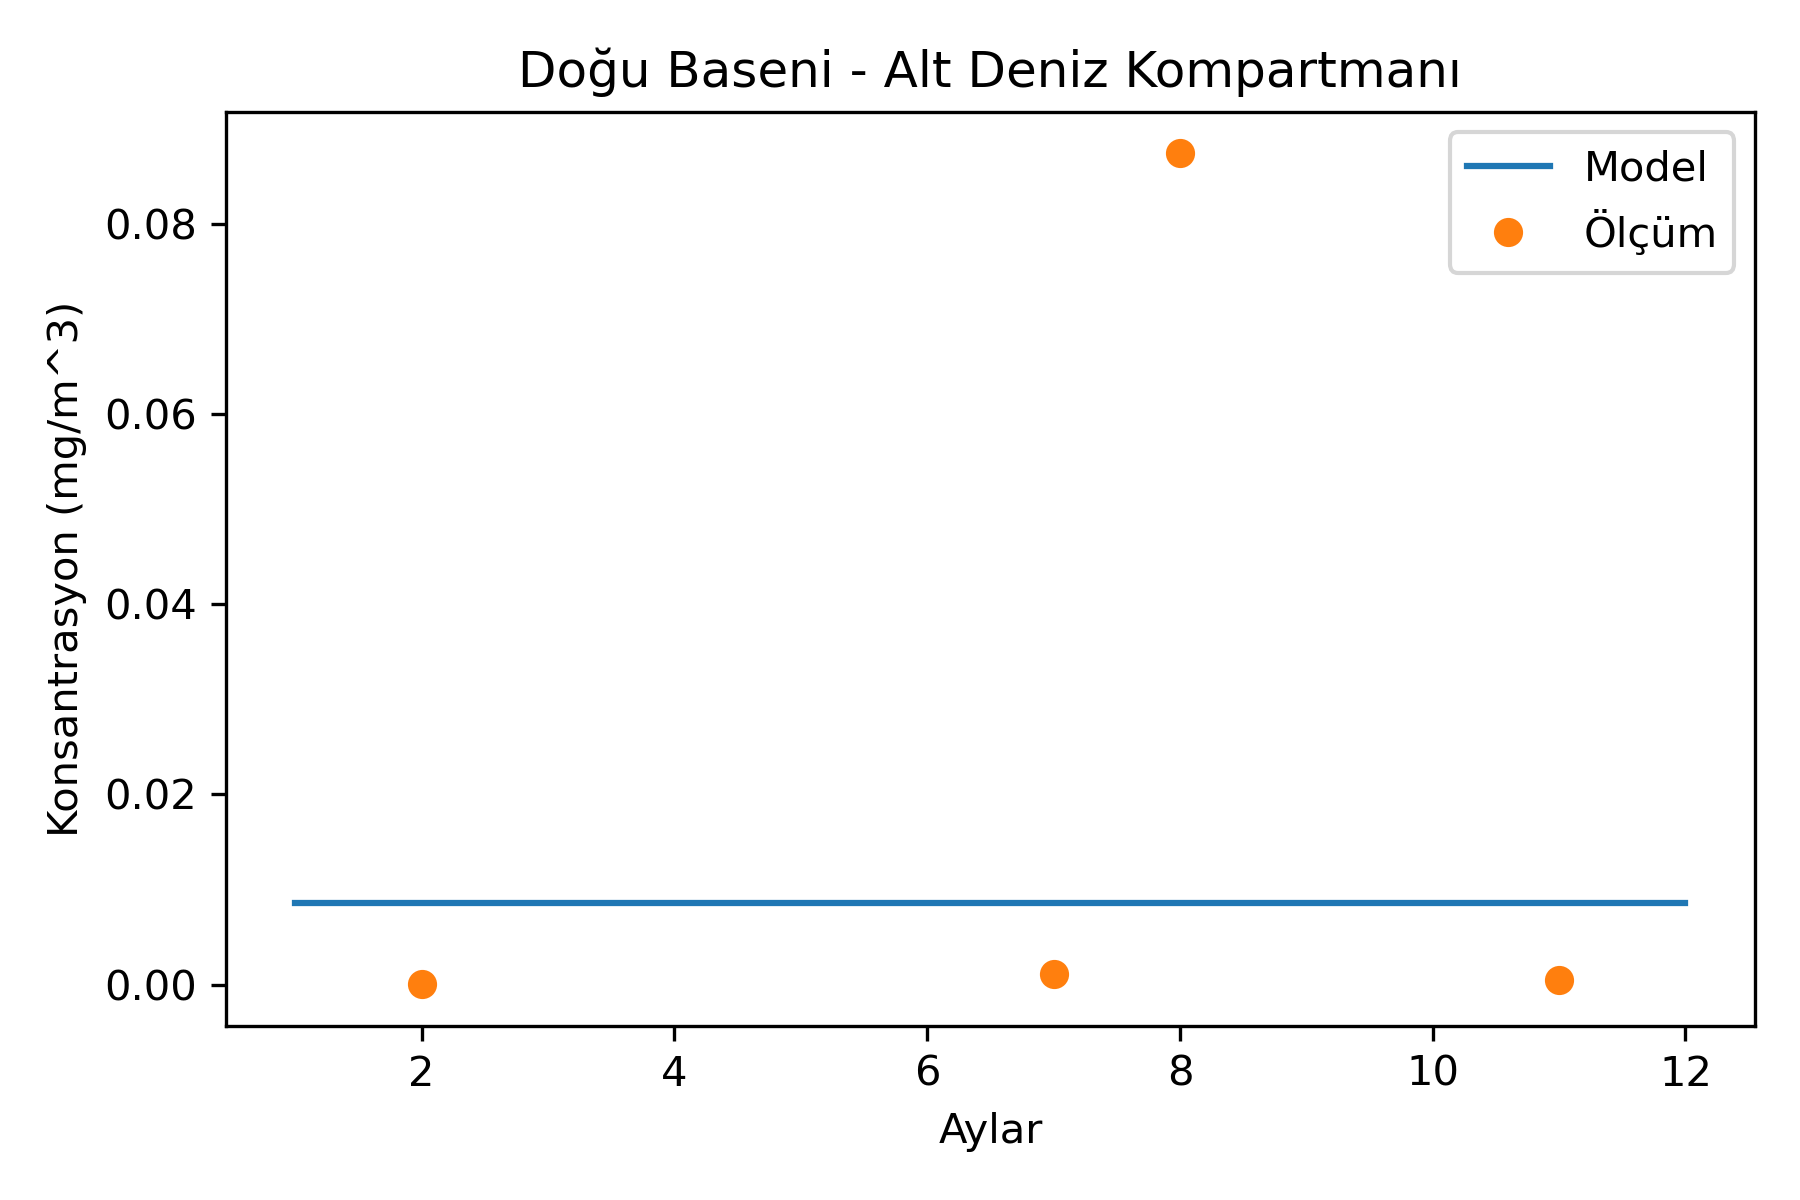 Doğu Baseni - Alt Deniz Kompartmanı
Model
Ölçüm
Konsantrasyon (mg/m^3)
0.08
0.06
0.04
0.02
0.00
2 4 6 8 10 12
Aylar